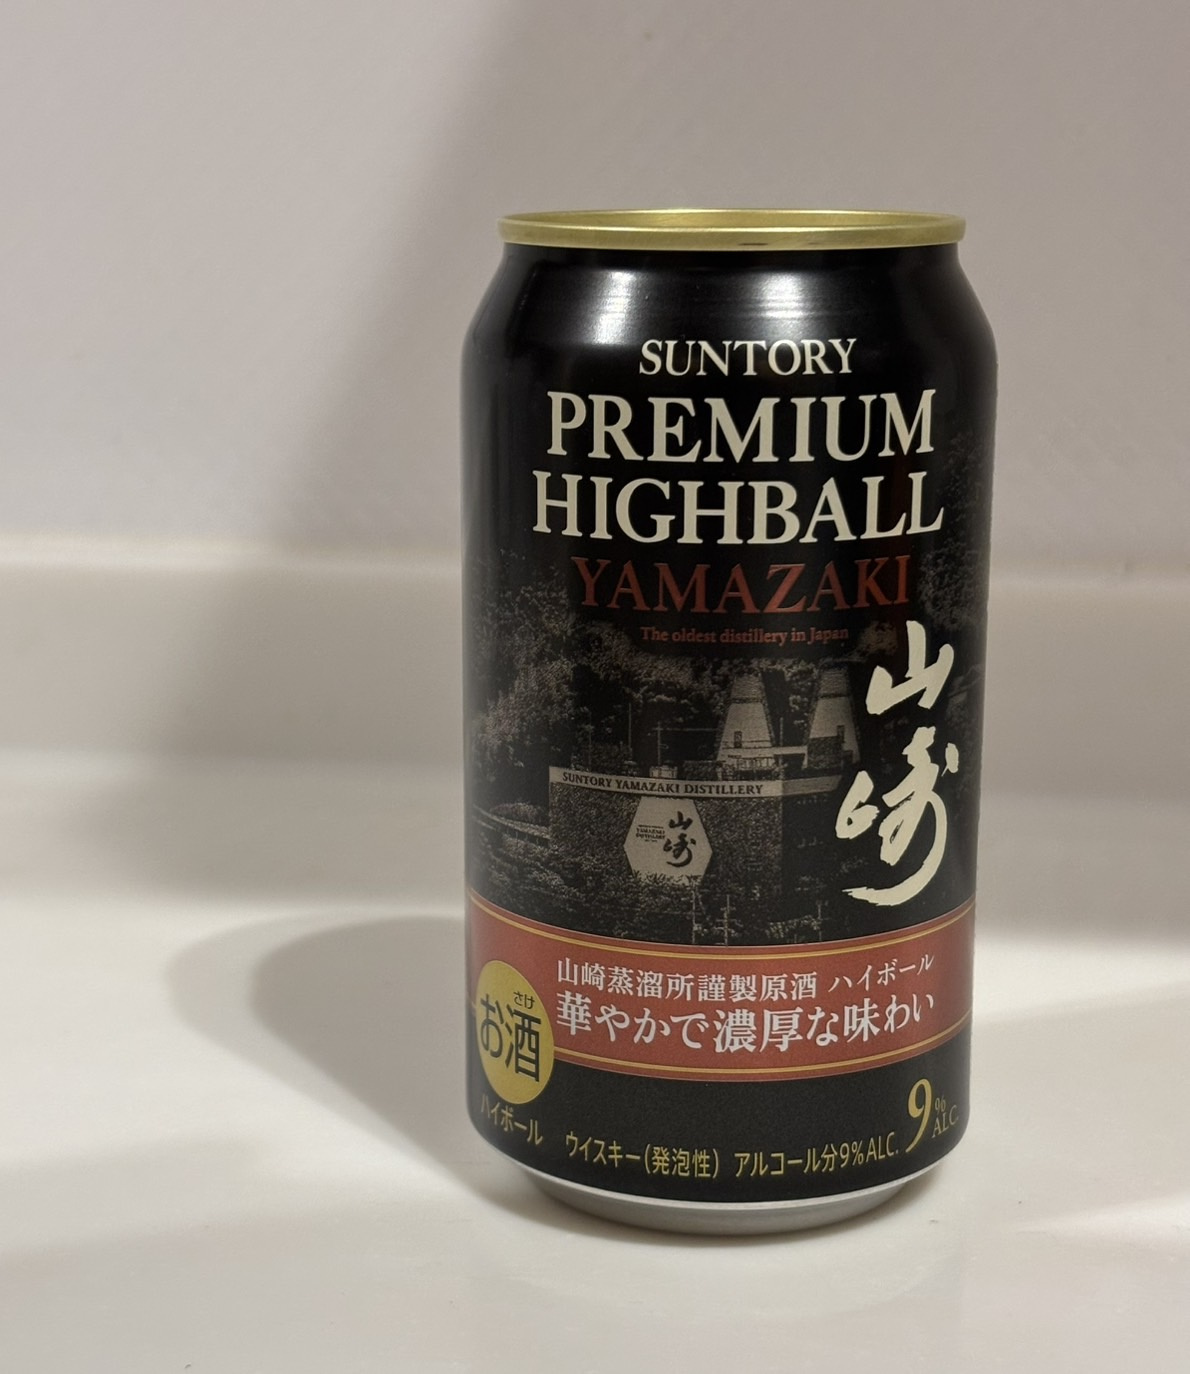 SUNTORY
PREMIUM
HIGHBALL
YAMAZAKI
The oldest distillery in Japan
山崎
SUNTORY YAMAZAKI DISTILLERY
山崎
山崎蒸溜所謹製原酒 ハイボール
華やかで濃厚な味わい
さけ
お酒
ハイボール
ウイスキー(発泡性) アルコール分9%ALC.
9% ALC.